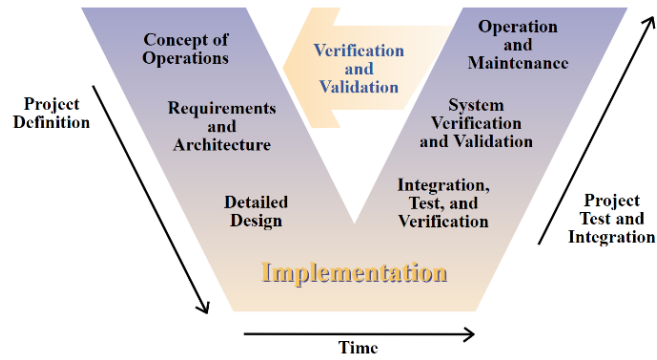 Concept of
Operations
Verification
and
Validation
Operation
and
Maintenance
Project
Definition
Requirements
and
Architecture
System
Verification
and Validation
Detailed
Design
Integration,
Test, and
Verification
Project
Test and
Integration
Implementation
Time